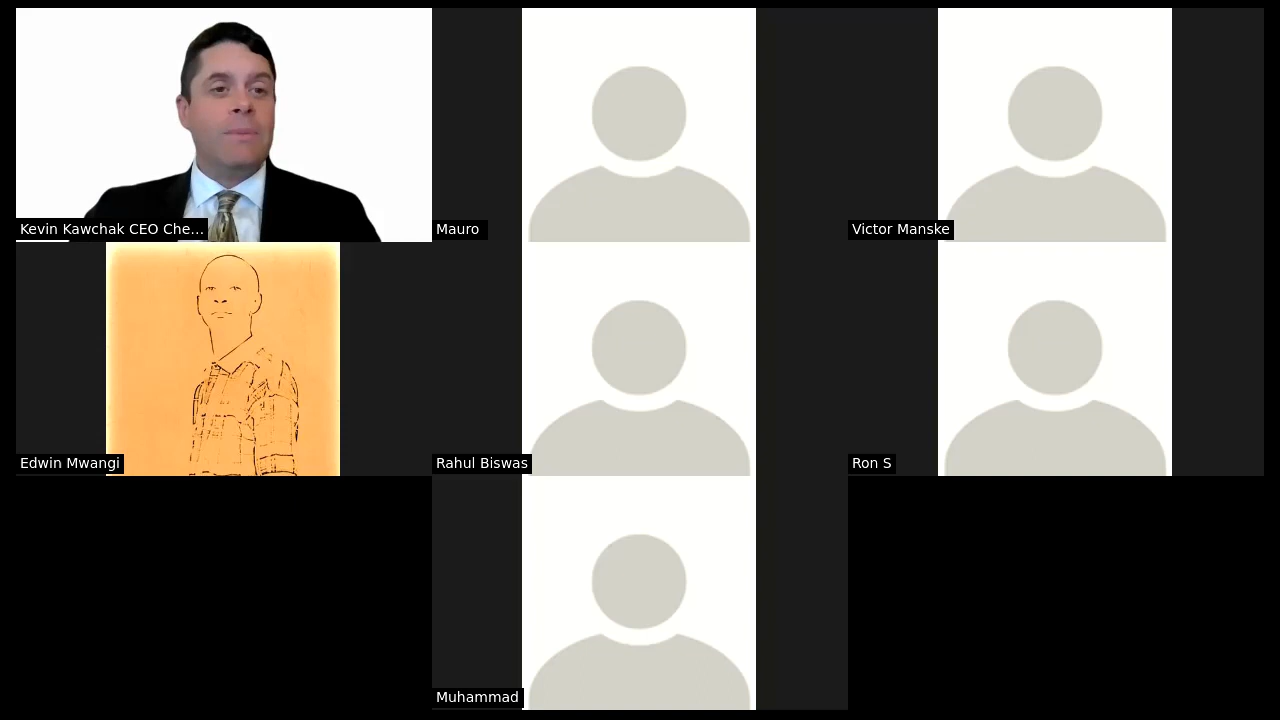 Kevin Kawchak CEO Che...
Mauro
Victor Manske
Edwin Mwangi
Rahul Biswas
Ron S
Muhammad